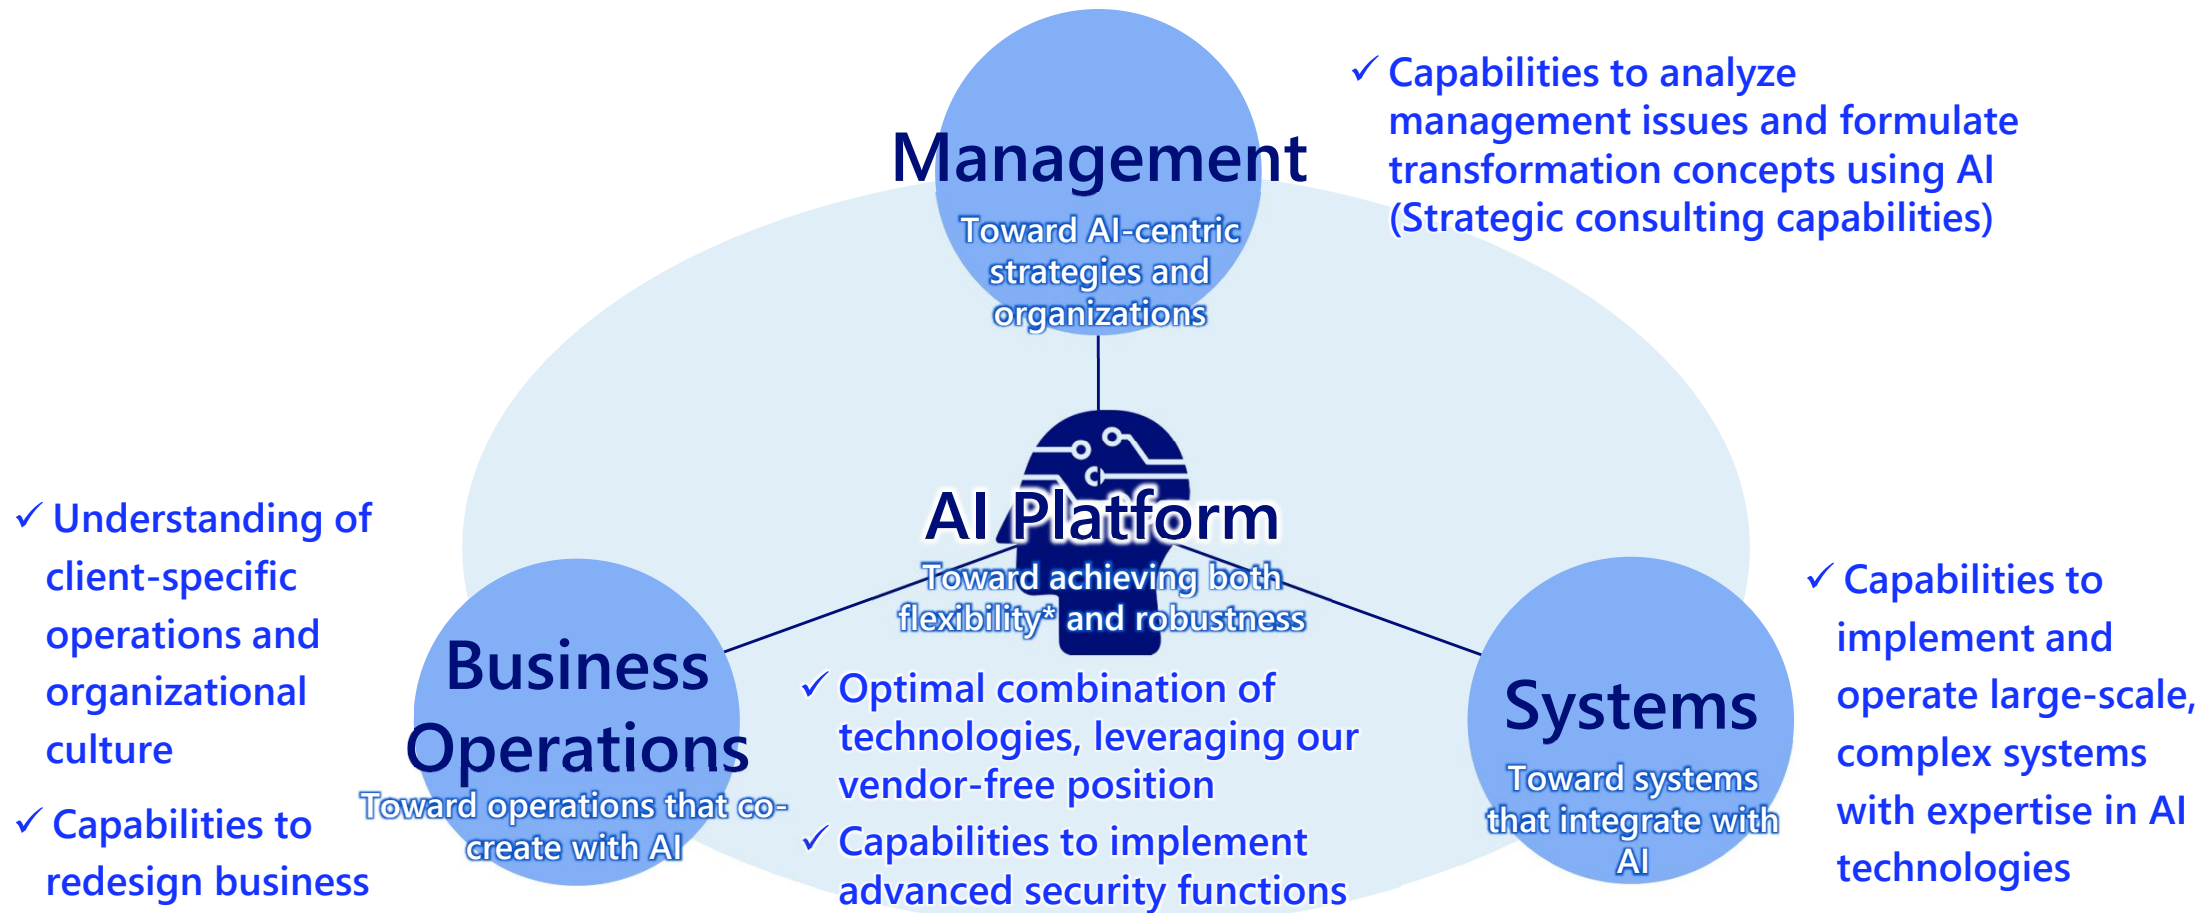 Management
Toward AI-centric
strategies and
organizations
✓ Capabilities to analyze
management issues and formulate
transformation concepts using AI
(Strategic consulting capabilities)
AI Platform
Toward achieving both
flexibility* and robustness
✓ Optimal combination of
technologies, leveraging our
vendor-free position
✓ Capabilities to implement
advanced security functions
✓ Understanding of
client-specific
operations and
organizational
culture
✓ Capabilities to
redesign business
Business
Operations
Toward operations that co-
create with AI
Systems
Toward systems
that integrate with
AI
✓ Capabilities to
implement and
operate large-scale,
complex systems
with expertise in AI
technologies